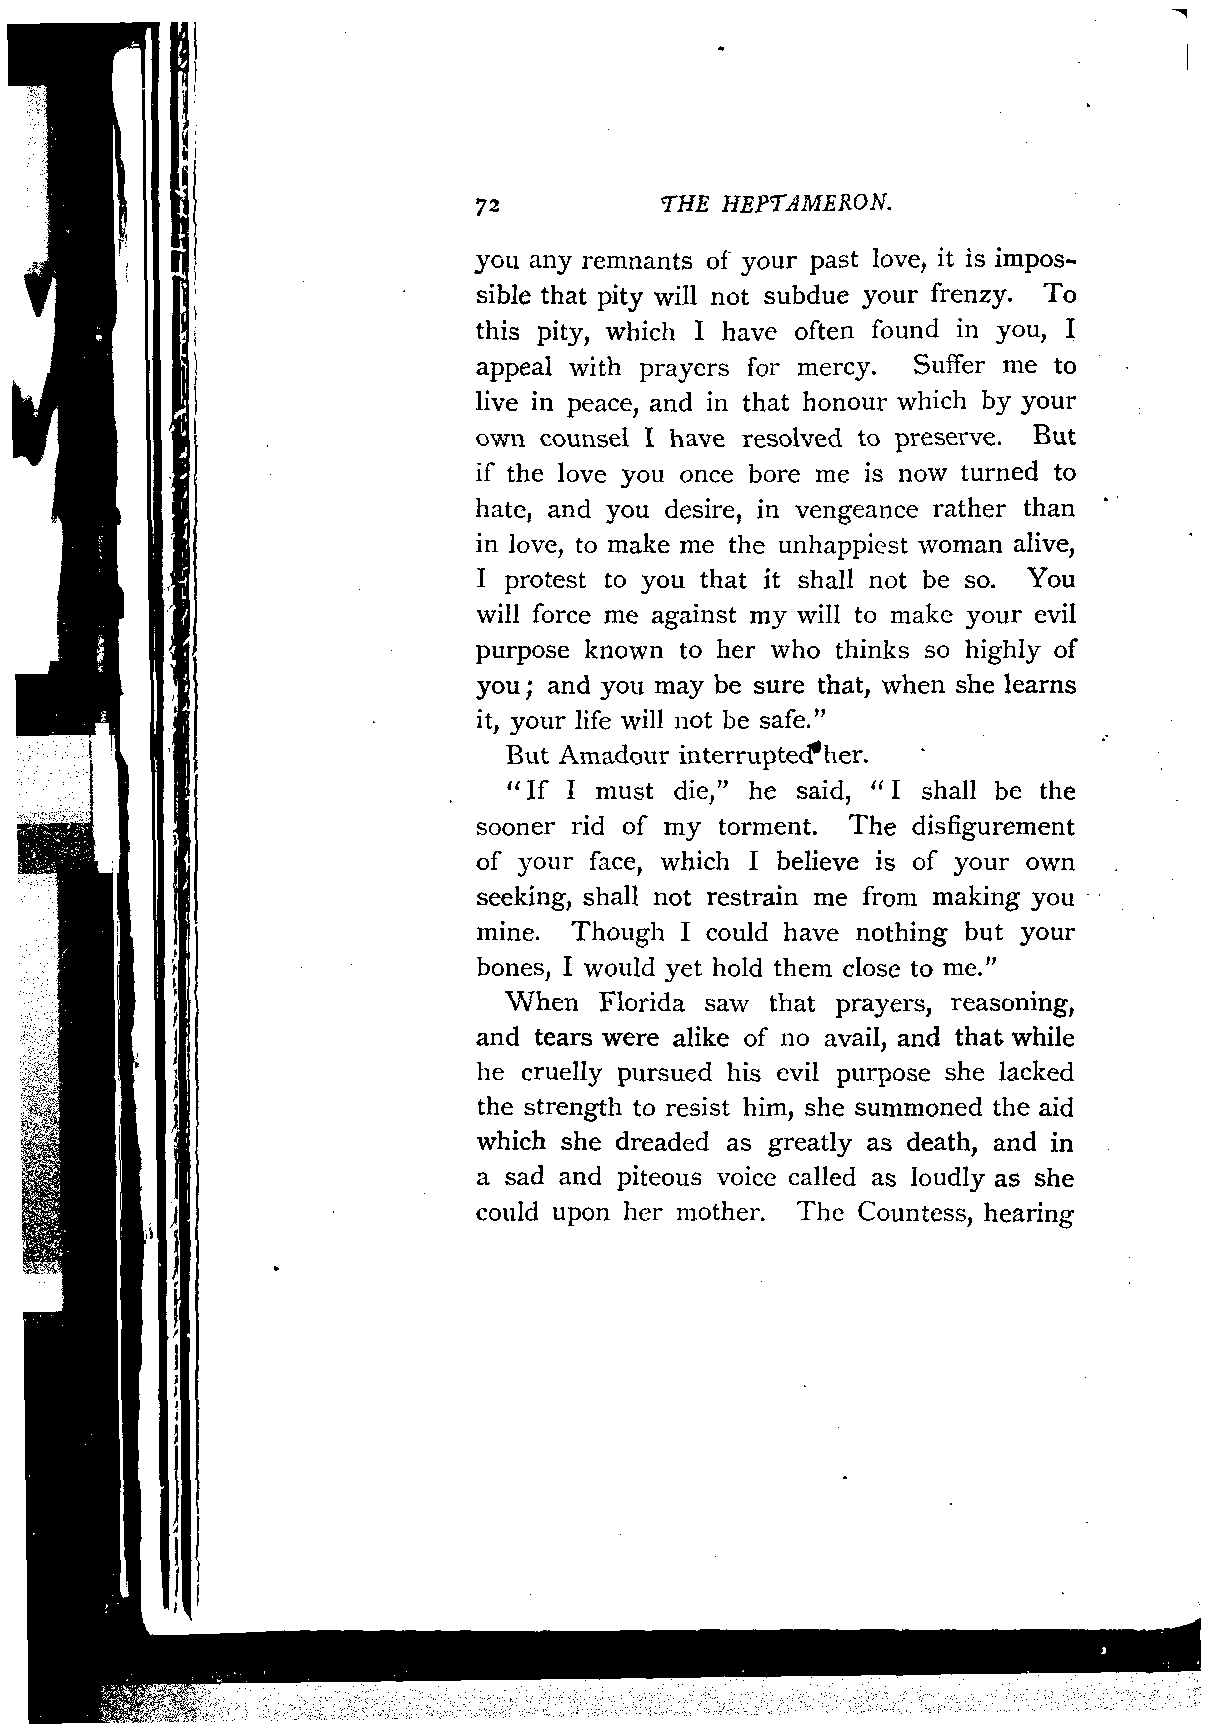 72 THE HEPTAMERON.
you any remnants of your past love, it is impos-
sible that pity will not subdue your frenzy. To
this pity, which I have often found in you, I
appeal with prayers for mercy. Suffer me to
live in peace, and in that honour which by your
own counsel I have resolved to preserve. But
if the love you once bore me is now turned to
hate, and you desire, in vengeance rather than
in love, to make me the unhappiest woman alive,
I protest to you that it shall not be so. You
will force me against my will to make your evil
purpose known to her who thinks so highly of
you; and you may be sure that, when she learns
it, your life will not be safe."
But Amadour interrupted her.
"If I must die," he said, "I shall be the
sooner rid of my torment. The disfigurement
of your face, which I believe is of your own
seeking, shall not restrain me from making you
mine. Though I could have nothing but your
bones, I would yet hold them close to me."
When Florida saw that prayers, reasoning,
and tears were alike of no avail, and that while
he cruelly pursued his evil purpose she lacked
the strength to resist him, she summoned the aid
which she dreaded as greatly as death, and in
a sad and piteous voice called as loudly as she
could upon her mother. The Countess, hearing